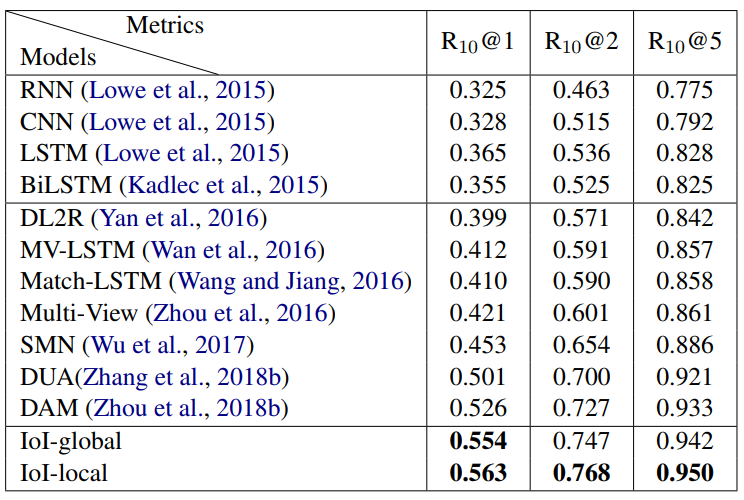 Metrics R10@1 R10@2 R10@5
Models
RNN (Lowe et al., 2015) 0.325 0.463 0.775
CNN (Lowe et al., 2015) 0.328 0.515 0.792
LSTM (Lowe et al., 2015) 0.365 0.536 0.828
BiLSTM (Kadlec et al., 2015) 0.355 0.525 0.825
DL2R (Yan et al., 2016) 0.399 0.571 0.842
MV-LSTM (Wan et al., 2016) 0.412 0.591 0.857
Match-LSTM (Wang and Jiang, 2016) 0.410 0.590 0.858
Multi-View (Zhou et al., 2016) 0.421 0.601 0.861
SMN (Wu et al., 2017) 0.453 0.654 0.886
DUA(Zhang et al., 2018b) 0.501 0.700 0.921
DAM (Zhou et al., 2018b) 0.526 0.727 0.933
IoI-global 0.554 0.747 0.942
IoI-local 0.563 0.768 0.950